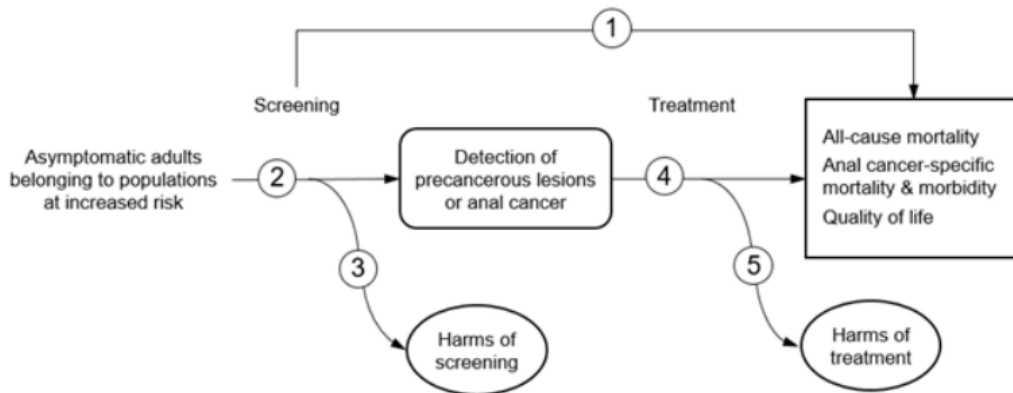 1
Screening
Treatment
Asymptomatic adults
belonging to populations
at increased risk
2
Detection of
precancerous lesions
or anal cancer
4
All-cause mortality
Anal cancer-specific
mortality & morbidity
Quality of life
3
5
Harms of
screening
Harms of
treatment